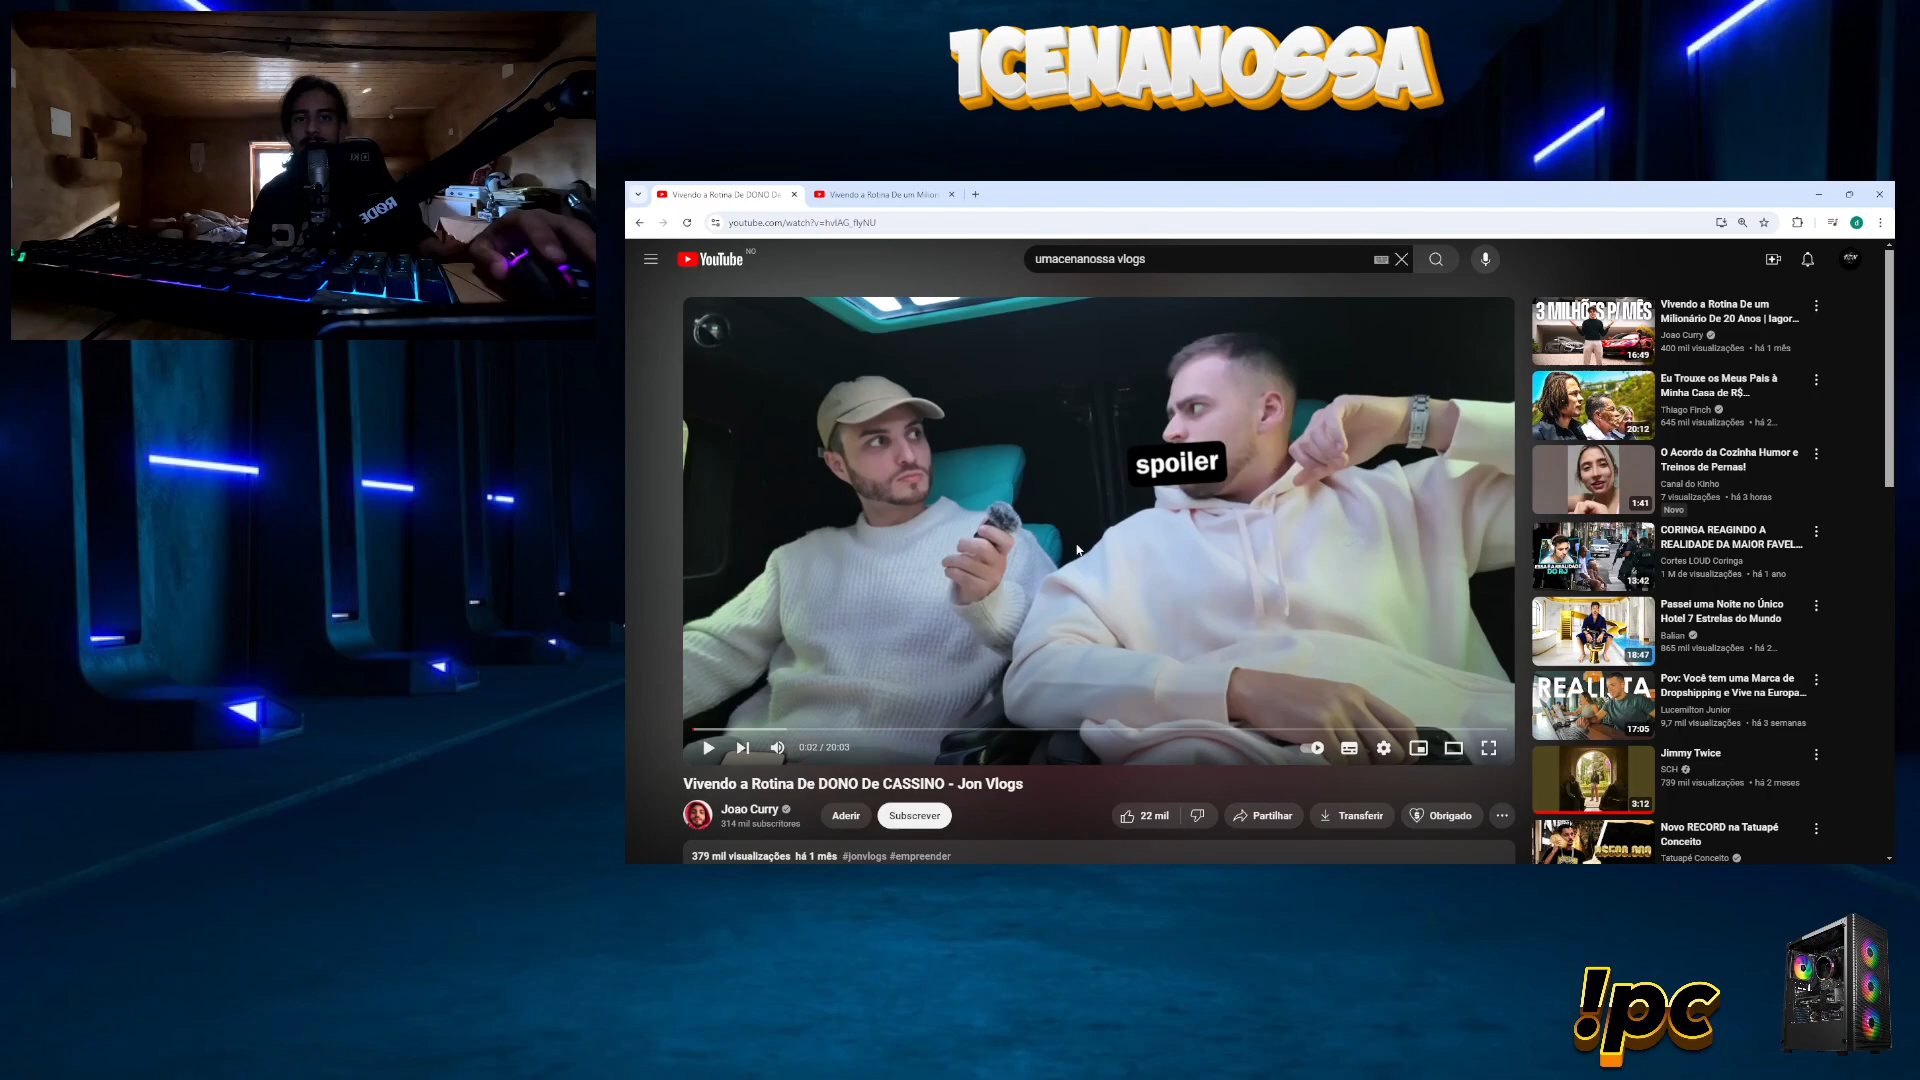 1CENANOSSA
RØDE
Vivendo a Rotina De DONO De
Vivendo a Rotina De um Milion
youtube.com/watch?v=hvIAG_flyNU
YouTube NO
umacenanossa vlogs
spoiler
0:02 / 20:03
Vivendo a Rotina De DONO De CASSINO - Jon Vlogs
Joao Curry
314 mil subscritores
Aderir
Subscrever
22 mil
Partilhar
Transferir
Obrigado
379 mil visualizações há 1 mês #jonvlogs #empreender
3 MILHÕES P/ MÊS
16:49
Vivendo a Rotina De um
Milionário De 20 Anos | Iagor...
Joao Curry
400 mil visualizações • há 1 mês
20:12
Eu Trouxe os Meus Pais à
Minha Casa de R$...
Thiago Finch
645 mil visualizações • há 2...
1:41
O Acordo da Cozinha Humor e
Treinos de Pernas!
Canal do Kinho
7 visualizações • há 3 horas
Novo
13:42
CORINGA REAGINDO A
REALIDADE DA MAIOR FAVEL...
Cortes LOUD Coringa
1 M de visualizações • há 1 ano
18:47
Passei uma Noite no Único
Hotel 7 Estrelas do Mundo
Balian
865 mil visualizações • há 2...
REALISTA
17:05
Pov: Você tem uma Marca de
Dropshipping e Vive na Europa...
Lucemilton Junior
9,7 mil visualizações • há 3 semanas
3:12
Jimmy Twice
SCH
739 mil visualizações • há 2 meses
Novo RECORD na Tatuapé
Conceito
Tatuapé Conceito
!pc